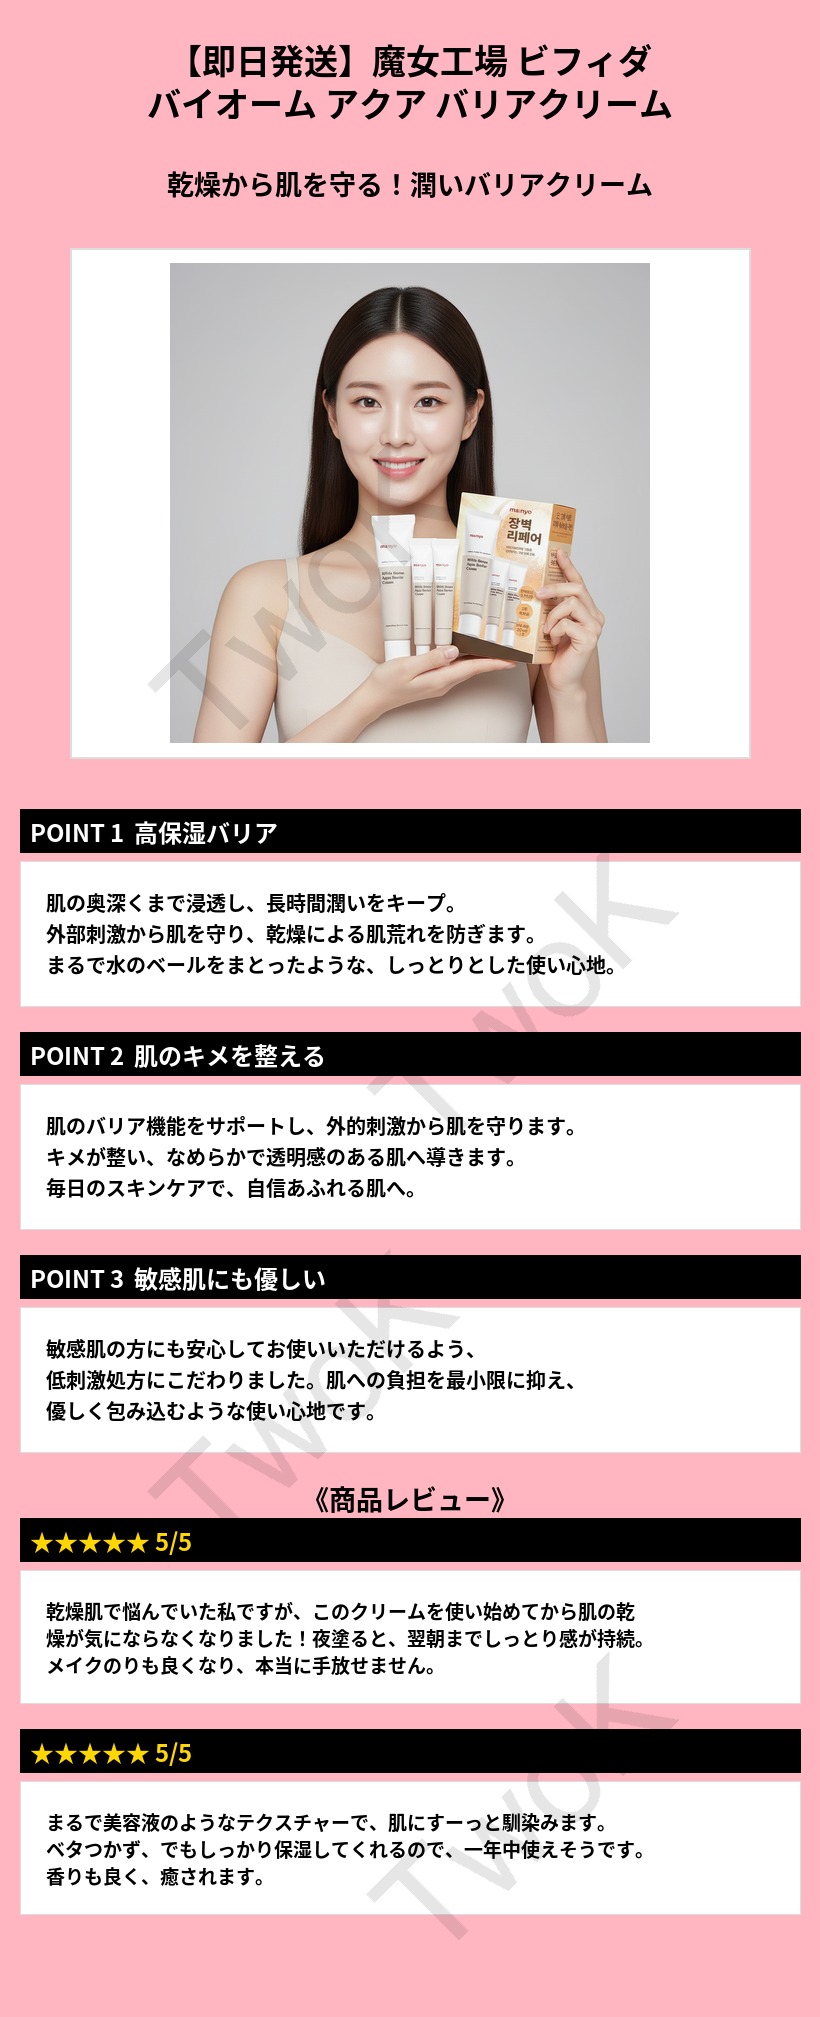 【即日発送】魔女工場 ビフィダ
バイオーム アクア バリアクリーム
乾燥から肌を守る！潤いバリアクリーム
ma:nyo
장벽
리페어
ma:nyo
TwoK
POINT 1 高保湿バリア
肌の奥深くまで浸透し、長時間潤いをキープ。
外部刺激から肌を守り、乾燥による肌荒れを防ぎます。
まるで水のベールをまとったような、しっとりとした使い心地。
TwoK
POINT 2 肌のキメを整える
肌のバリア機能をサポートし、外的刺激から肌を守ります。
キメが整い、なめらかで透明感のある肌へ導きます。
毎日のスキンケアで、自信あふれる肌へ。
POINT 3 敏感肌にも優しい
敏感肌の方にも安心してお使いいただけるよう、
低刺激処方にこだわりました。肌への負担を最小限に抑え、
優しく包み込むような使い心地です。
TwoK
《商品レビュー》
★★★★★ 5/5
乾燥肌で悩んでいた私ですが、このクリームを使い始めてから肌の乾
燥が気にならなくなりました！夜塗ると、翌朝までしっとり感が持続。
メイクのりも良くなり、本当に手放せません。
★★★★★ 5/5
まるで美容液のようなテクスチャーで、肌にすーっと馴染みます。
ベタつかず、でもしっかり保湿してくれるので、一年中使えそうです。
香りも良く、癒されます。
TwoK